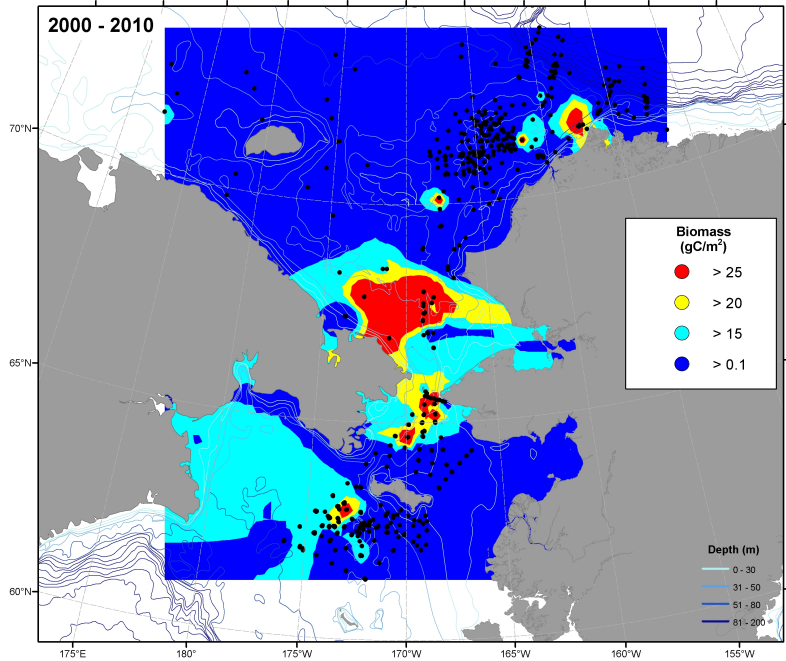 2000 - 2010
70°N
65°N
60°N
Biomass
(gC/m²)
> 25
> 20
> 15
> 0.1
Depth (m)
0 - 30
31 - 50
51 - 80
81 - 200
175°E
180°
175°W
170°W
165°W
160°W
155°W